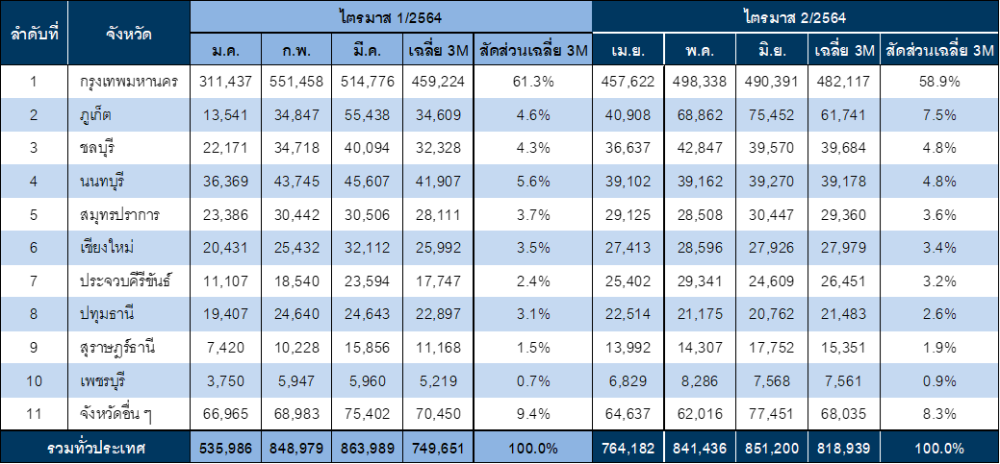 ลำดับที่ จังหวัด ไตรมาส 1/2564 ไตรมาส 2/2564
ม.ค. ก.พ. มี.ค. เฉลี่ย 3M สัดส่วนเฉลี่ย 3M เม.ย. พ.ค. มิ.ย. เฉลี่ย 3M สัดส่วนเฉลี่ย 3M
1 กรุงเทพมหานคร 311,437 551,458 514,776 459,224 61.3% 457,622 498,338 490,391 482,117 58.9%
2 ภูเก็ต 13,541 34,847 55,438 34,609 4.6% 40,908 68,862 75,452 61,741 7.5%
3 ชลบุรี 22,171 34,718 40,094 32,328 4.3% 36,637 42,847 39,570 39,684 4.8%
4 นนทบุรี 36,369 43,745 45,607 41,907 5.6% 39,102 39,162 39,270 39,178 4.8%
5 สมุทรปราการ 23,386 30,442 30,506 28,111 3.7% 29,125 28,508 30,447 29,360 3.6%
6 เชียงใหม่ 20,431 25,432 32,112 25,992 3.5% 27,413 28,596 27,926 27,979 3.4%
7 ประจวบคีรีขันธ์ 11,107 18,540 23,594 17,747 2.4% 25,402 29,341 24,609 26,451 3.2%
8 ปทุมธานี 19,407 24,640 24,643 22,897 3.1% 22,514 21,175 20,762 21,483 2.6%
9 สุราษฎร์ธานี 7,420 10,228 15,856 11,168 1.5% 13,992 14,307 17,752 15,351 1.9%
10 เพชรบุรี 3,750 5,947 5,960 5,219 0.7% 6,829 8,286 7,568 7,561 0.9%
11 จังหวัดอื่น ๆ 66,965 68,983 75,402 70,450 9.4% 64,637 62,016 77,451 68,035 8.3%
รวมทั่วประเทศ 535,986 848,979 863,989 749,651 100.0% 764,182 841,436 851,200 818,939 100.0%